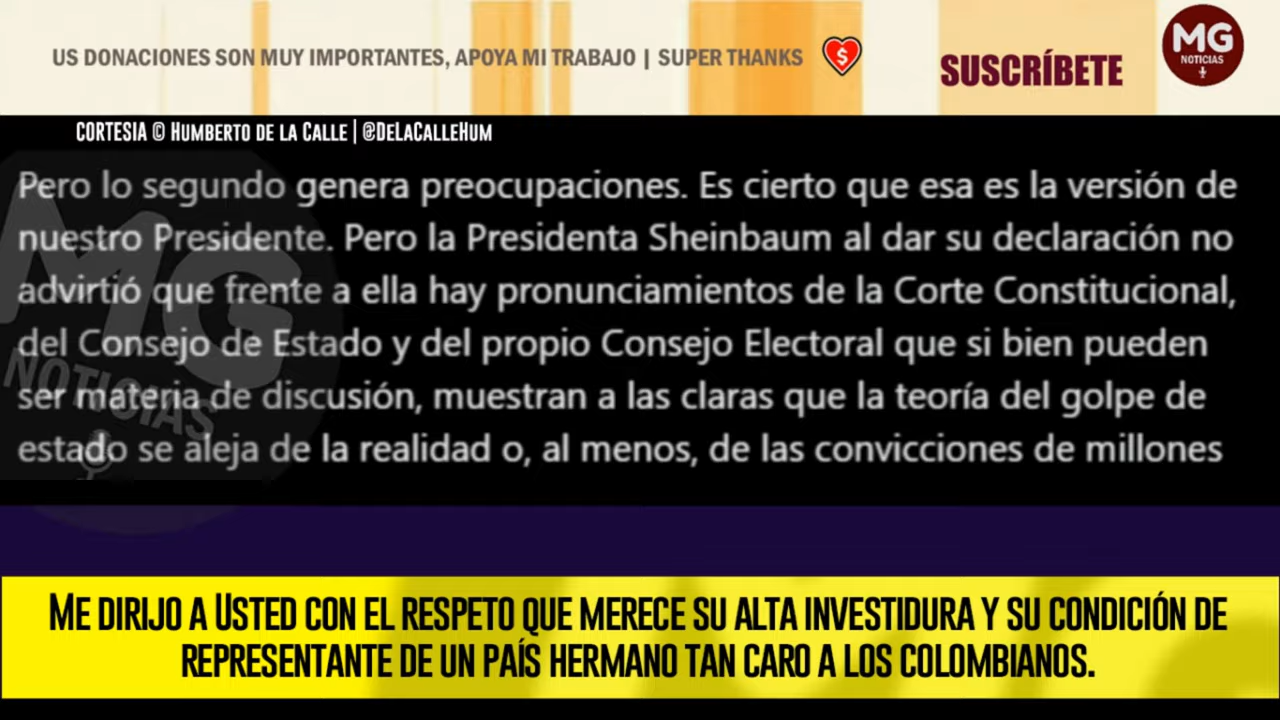 US DONACIONES SON MUY IMPORTANTES, APOYA MI TRABAJO | SUPER THANKS
$
SUSCRÍBETE
MG
NOTICIAS
CORTESIA © HUMBERTO DE LA CALLE | @DELACALLEHUM
Pero lo segundo genera preocupaciones. Es cierto que esa es la versión de
nuestro Presidente. Pero la Presidenta Sheinbaum al dar su declaración no
advirtió que frente a ella hay pronunciamientos de la Corte Constitucional,
del Consejo de Estado y del propio Consejo Electoral que si bien pueden
ser materia de discusión, muestran a las claras que la teoría del golpe de
estado se aleja de la realidad o, al menos, de las convicciones de millones
MG
NOTICIAS
ME DIRIJO A USTED CON EL RESPETO QUE MERECE SU ALTA INVESTIDURA Y SU CONDICIÓN DE
REPRESENTANTE DE UN PAÍS HERMANO TAN CARO A LOS COLOMBIANOS.